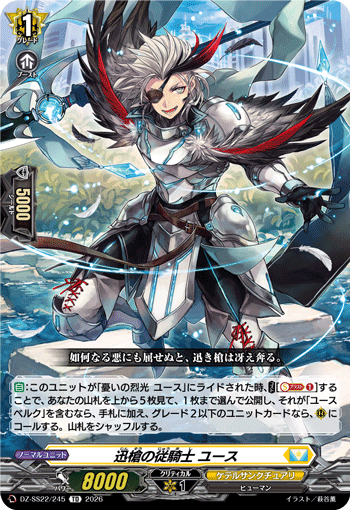 1
グレード
ブースト
5000
シールド
如何なる悪にも屈せぬと、迅き槍は冴え奔る。
自:このユニットが「憂いの烈光 ユース」にライドされた時、[ブラスト 1]することで、あなたの山札を上から5枚見て、1枚まで選んで公開し、それが「ユースベルク」を含むなら、手札に加え、グレード2以下のユニットカードなら、Rにコールする。山札をシャッフルする。
ノーマルユニット
迅槍の従騎士 ユース
パワー 8000
クリティカル
1
ケテルサンクチュアリ
ヒューマン
DZ-SS22/245 TD 2026
イラスト/萩谷薫